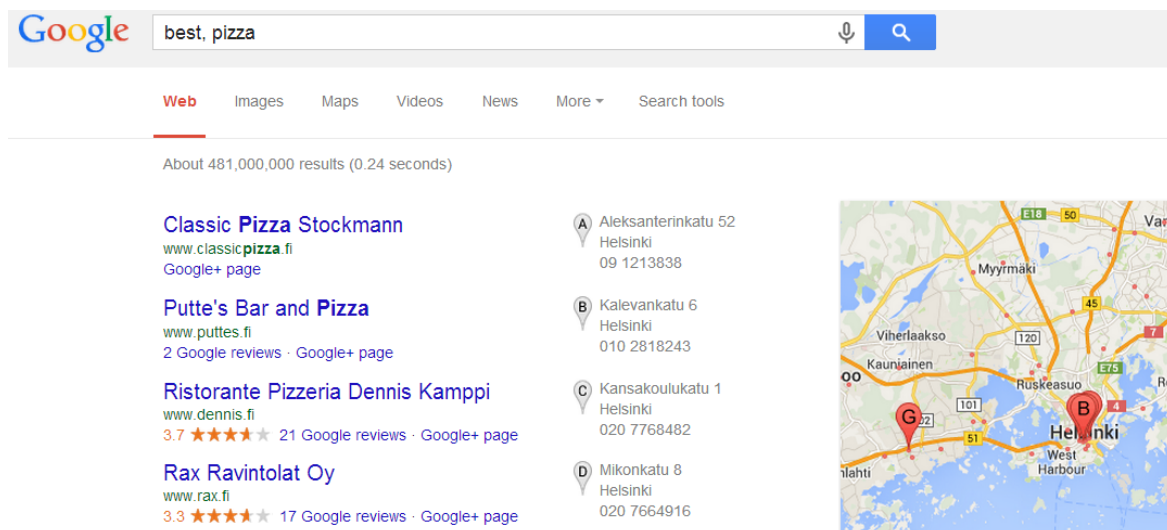 Google
best, pizza
Web Images Maps Videos News More Search tools
About 481,000,000 results (0.24 seconds)
Classic Pizza Stockmann
www.classicpizza.fi
Google+ page
A Aleksanterinkatu 52
Helsinki
09 1213838
Putte's Bar and Pizza
www.puttes.fi
2 Google reviews · Google+ page
B Kalevankatu 6
Helsinki
010 2818243
Ristorante Pizzeria Dennis Kamppi
www.dennis.fi
3.7 21 Google reviews · Google+ page
C Kansakoulukatu 1
Helsinki
020 7768482
Rax Ravintolat Oy
www.rax.fi
3.3 17 Google reviews · Google+ page
D Mikonkatu 8
Helsinki
020 7664916
E18 50
Myyrmäki
45
Viherlaakso
120
7
Kauniainen
E75
Ruskeasuo
101
4
B
G
51
West
Harbour